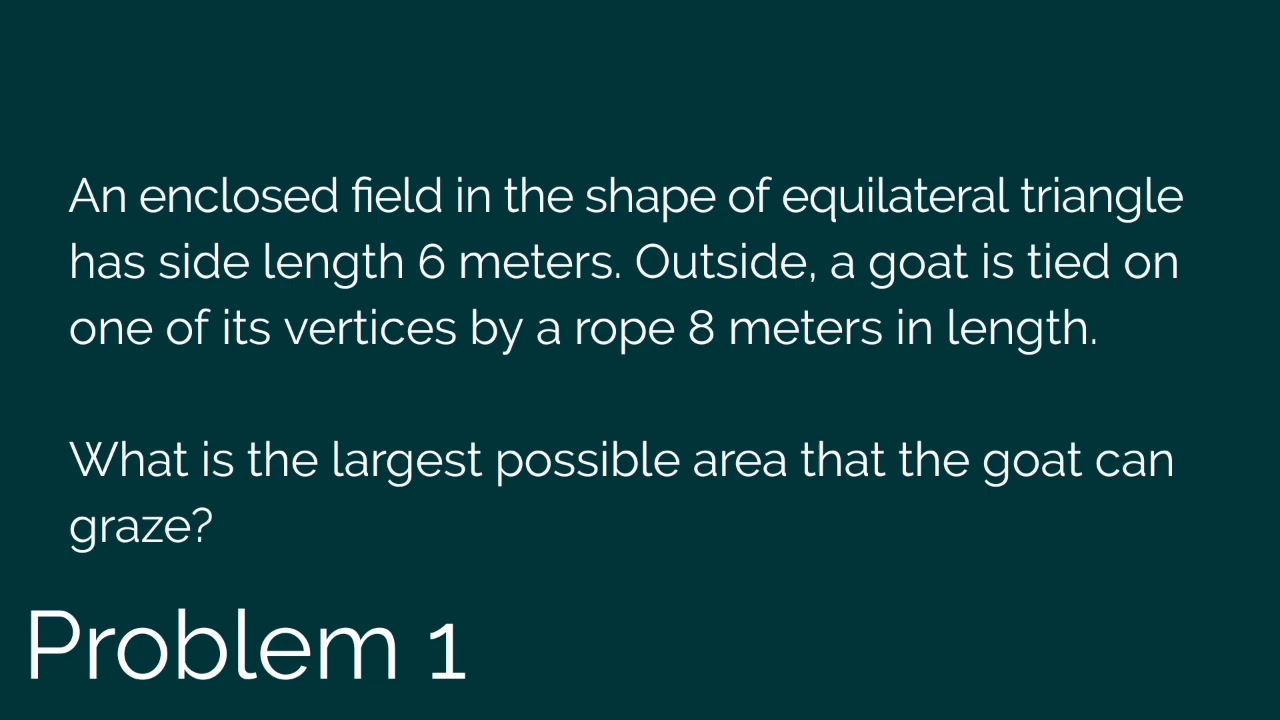 An enclosed field in the shape of equilateral triangle
has side length 6 meters. Outside, a goat is tied on
one of its vertices by a rope 8 meters in length.
What is the largest possible area that the goat can
graze?
Problem 1